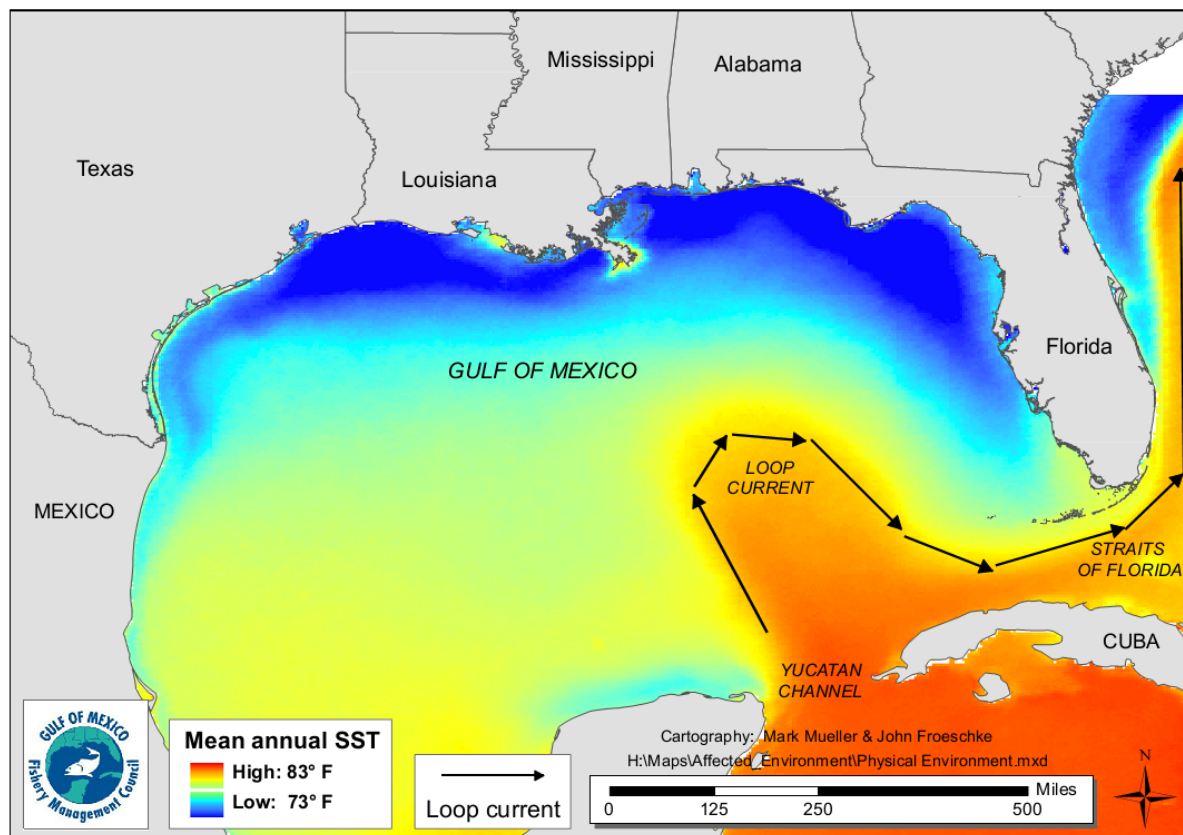 Mississippi
Alabama
Texas
Louisiana
GULF OF MEXICO
Florida
LOOP
CURRENT
MEXICO
STRAITS
OF FLORIDA
CUBA
YUCATAN
CHANNEL
GULF OF MEXICO
Fishery Management Council
Mean annual SST
High: 83° F
Low: 73° F
Loop current
Cartography: Mark Mueller & John Froeschke
H:\Maps\Affected_Environment\Physical Environment.mxd
Miles
0 125 250 500
N